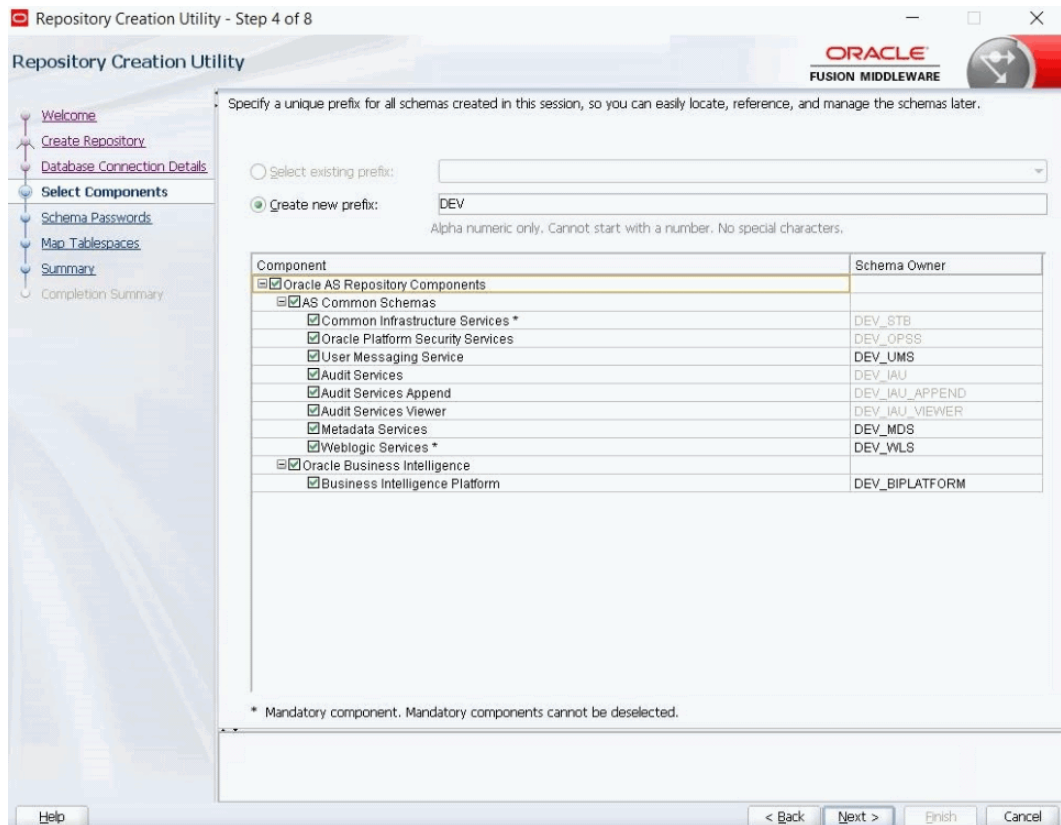 Repository Creation Utility - Step 4 of 8
Repository Creation Utility
ORACLE
FUSION MIDDLEWARE
Welcome
Create Repository
Database Connection Details
Select Components
Schema Passwords
Map Tablespaces
Summary
Completion Summary
Specify a unique prefix for all schemas created in this session, so you can easily locate, reference, and manage the schemas later.
Select existing prefix:
Create new prefix: DEV
Alpha numeric only. Cannot start with a number. No special characters.
Component Schema Owner
Oracle AS Repository Components
AS Common Schemas
Common Infrastructure Services * DEV_STB
Oracle Platform Security Services DEV_OPSS
User Messaging Service DEV_UMS
Audit Services DEV_IAU
Audit Services Append DEV_IAU_APPEND
Audit Services Viewer DEV_IAU_VIEWER
Metadata Services DEV_MDS
Weblogic Services * DEV_WLS
Oracle Business Intelligence
Business Intelligence Platform DEV_BIPLATFORM
* Mandatory component. Mandatory components cannot be deselected.
Help < Back Next > Finish Cancel